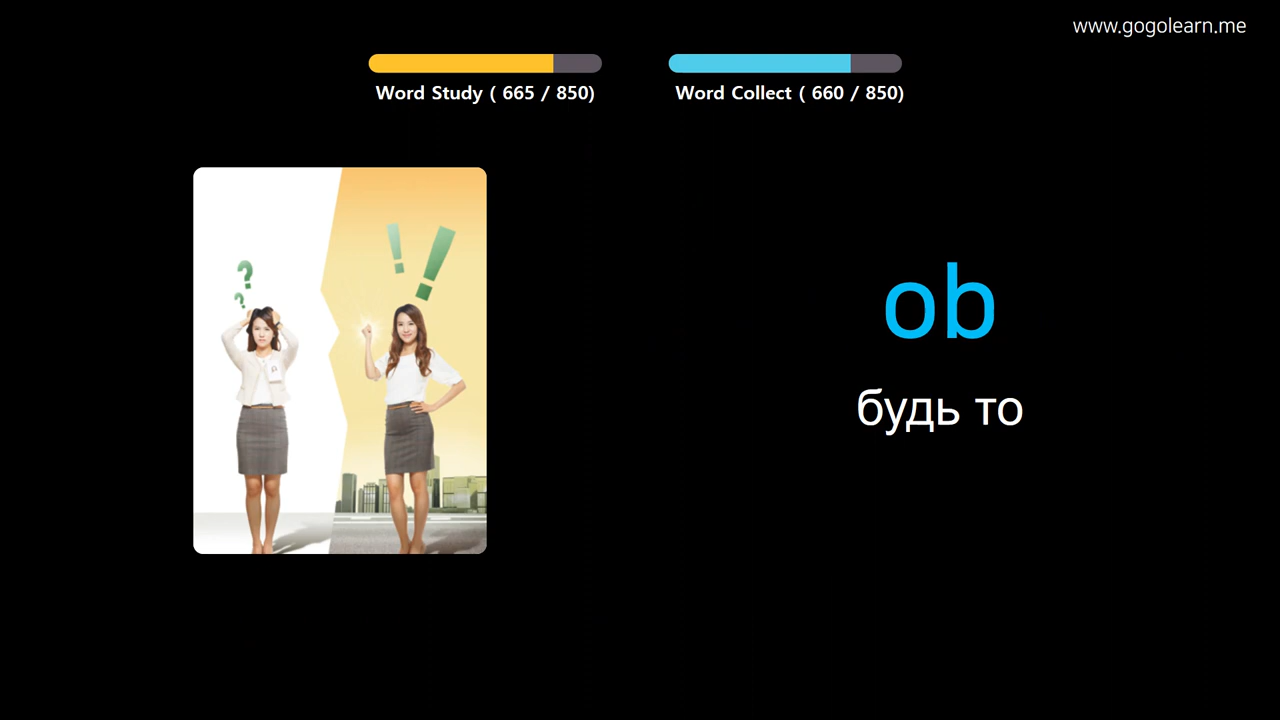 www.gogolearn.me
Word Study ( 665 / 850)
Word Collect ( 660 / 850)
? ?
! !
ob
будь то